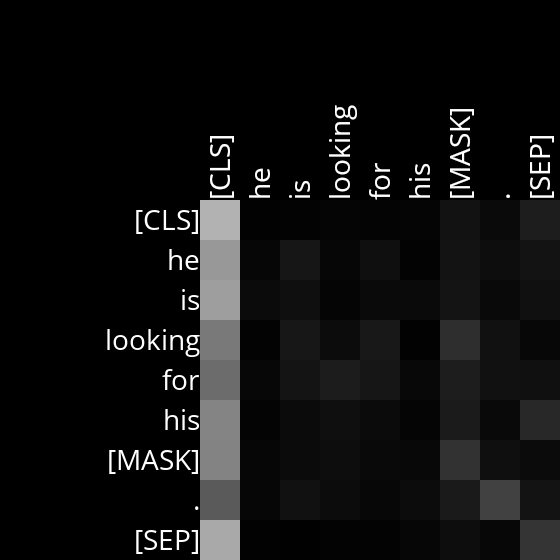 [CLS] he is looking for his [MASK] . [SEP]
[CLS]
he
is
looking
for
his
[MASK]
.
[SEP]